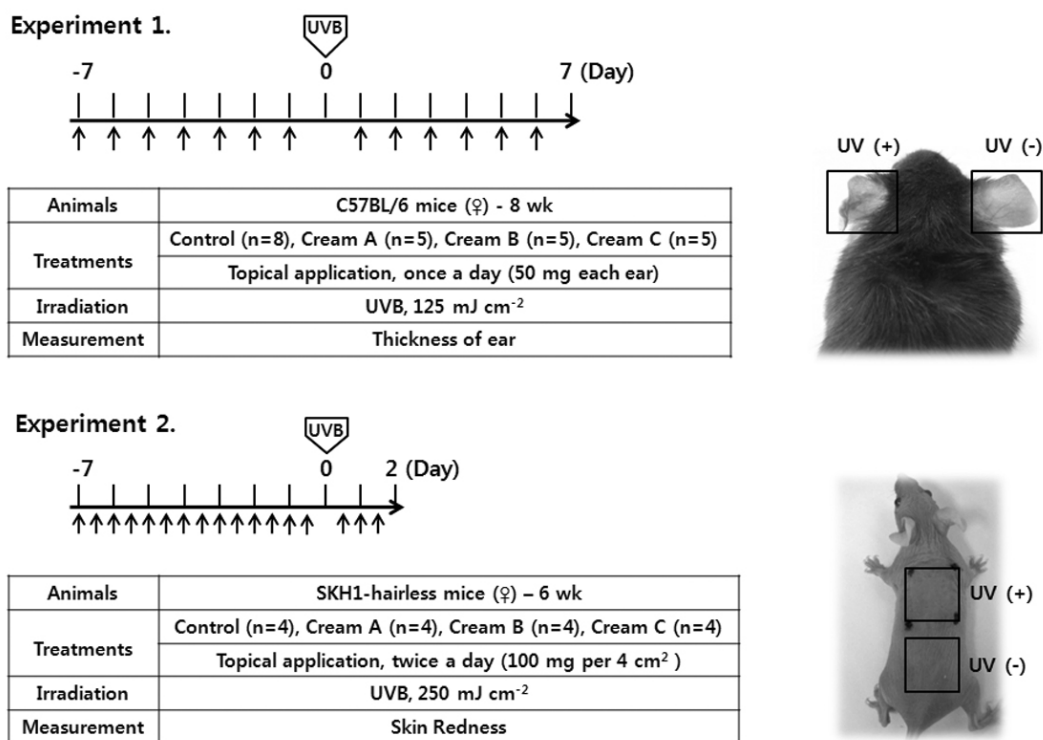 Experiment 1.
UVB
-7 0 7 (Day)
UV (+) UV (-)
Animals C57BL/6 mice (♀) - 8 wk
Treatments Control (n=8), Cream A (n=5), Cream B (n=5), Cream C (n=5)
Topical application, once a day (50 mg each ear)
Irradiation UVB, 125 mJ cm⁻²
Measurement Thickness of ear
Experiment 2.
UVB
-7 0 2 (Day)
Animals SKH1-hairless mice (♀) – 6 wk
Treatments Control (n=4), Cream A (n=4), Cream B (n=4), Cream C (n=4)
Topical application, twice a day (100 mg per 4 cm² )
Irradiation UVB, 250 mJ cm⁻²
Measurement Skin Redness
UV (+)
UV (-)